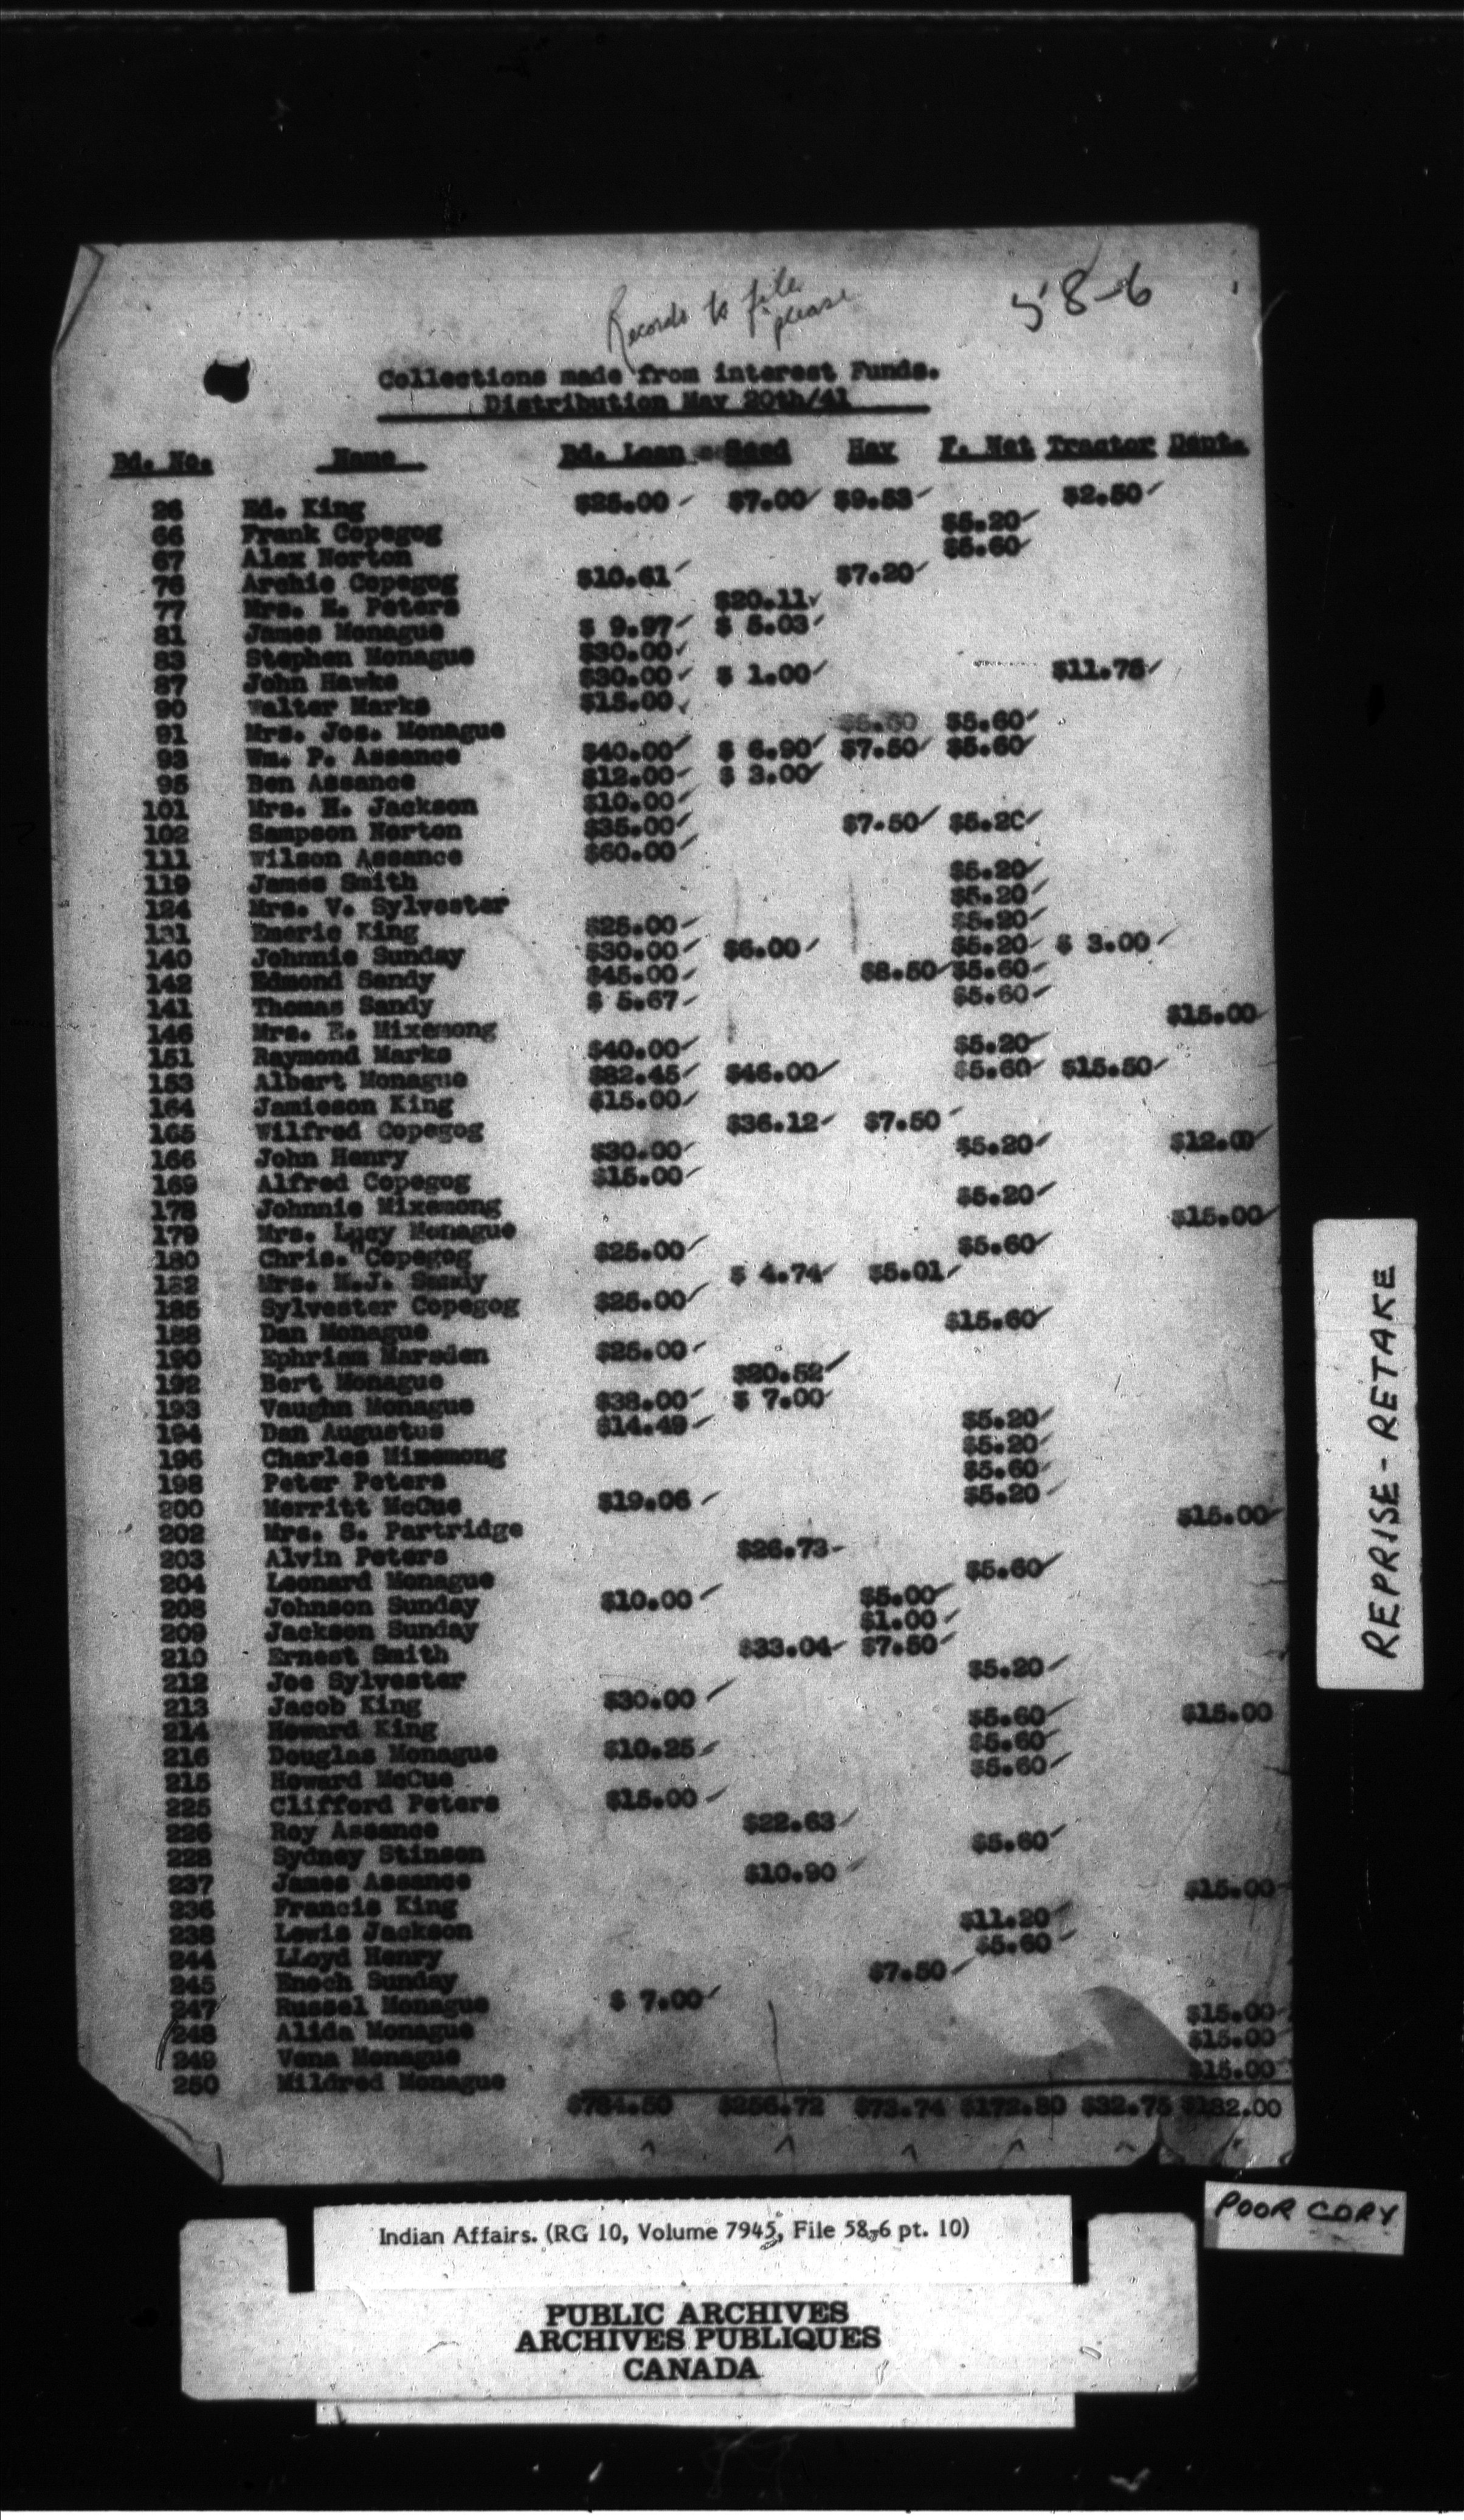 Records to file
please
58-6
Collections made from interest Funds.
Distribution May 20th/41
Bd. No. Name Bd. Loan Seed Hay F. Net Tractor Dent.
26 Ed. King $25.00 $7.00 $9.53 $2.50
66 Frank Copegog $5.20
67 Alex Norton $5.60
76 Archie Copegog $10.61 $7.20
77 Mrs. E. Peters $20.11
81 James Monague $ 9.97 $ 5.03
83 Stephen Monague $30.00
87 John Hawke $30.00 $ 1.00 $11.75
90 Walter Marks $15.00
91 Mrs. Jos. Monague $5.60 $5.60
93 Wm. P. Assance $40.00 $ 6.90 $7.50 $5.60
95 Ben Assance $12.00 $ 3.00
101 Mrs. H. Jackson $10.00
102 Sampson Norton $35.00 $7.50 $5.20
111 Wilson Assance $60.00
119 James Smith $5.20
124 Mrs. V. Sylvester $5.20
131 Emeric King $25.00 $5.20
140 Johnnie Sunday $30.00 $6.00 $5.20 $ 3.00
142 Edmond Sandy $45.00 $8.50 $5.60
141 Thomas Sandy $ 5.67 $5.60
146 Mrs. E. Mixemong $15.00
151 Raymond Marks $40.00 $5.20
153 Albert Monague $82.45 $46.00 $5.60 $15.50
164 Jamieson King $15.00
165 Wilfred Copegog $36.12 $7.50
166 John Henry $30.00 $5.20 $12.00
169 Alfred Copegog $15.00
178 Johnnie Mixemong $5.20
179 Mrs. Lucy Monague $15.00
180 Chris. Copegog $25.00 $5.60
182 Mrs. H.J. Sandy $ 4.74 $5.01
185 Sylvester Copegog $25.00
188 Dan Monague $15.60
190 Ephriam Marsden $25.00
192 Bert Monague $20.52
193 Vaughn Monague $38.00 $ 7.00
194 Dan Augustus $14.49 $5.20
196 Charles Mixemong $5.20
198 Peter Peters $5.60
200 Merritt McCue $19.06 $5.20
202 Mrs. S. Partridge $15.00
203 Alvin Peters $26.73
204 Leonard Monague $5.60
208 Johnson Sunday $10.00 $5.00
209 Jackson Sunday $1.00
210 Ernest Smith $33.04 $7.50
212 Joe Sylvester $5.20
213 Jacob King $30.00
214 Howard King $5.60 $15.00
216 Douglas Monague $10.25 $5.60
215 Howard McCue $5.60
225 Clifford Peters $15.00
226 Roy Assance $22.63
228 Sydney Stinson $5.60
237 James Assance $10.90
236 Francis King $15.00
238 Lewis Jackson $11.20
244 Lloyd Henry $5.60
245 Enoch Sunday $7.50
247 Russel Monague $ 7.00
248 Alida Monague $15.00
249 Vena Monague $15.00
250 Mildred Monague $15.00
$784.50 $256.72 $73.74 $172.80 $32.75 $182.00
REPRISE - RETAKE
POOR COPY
Indian Affairs. (RG 10, Volume 7945, File 58-6 pt. 10)
PUBLIC ARCHIVES
ARCHIVES PUBLIQUES
CANADA